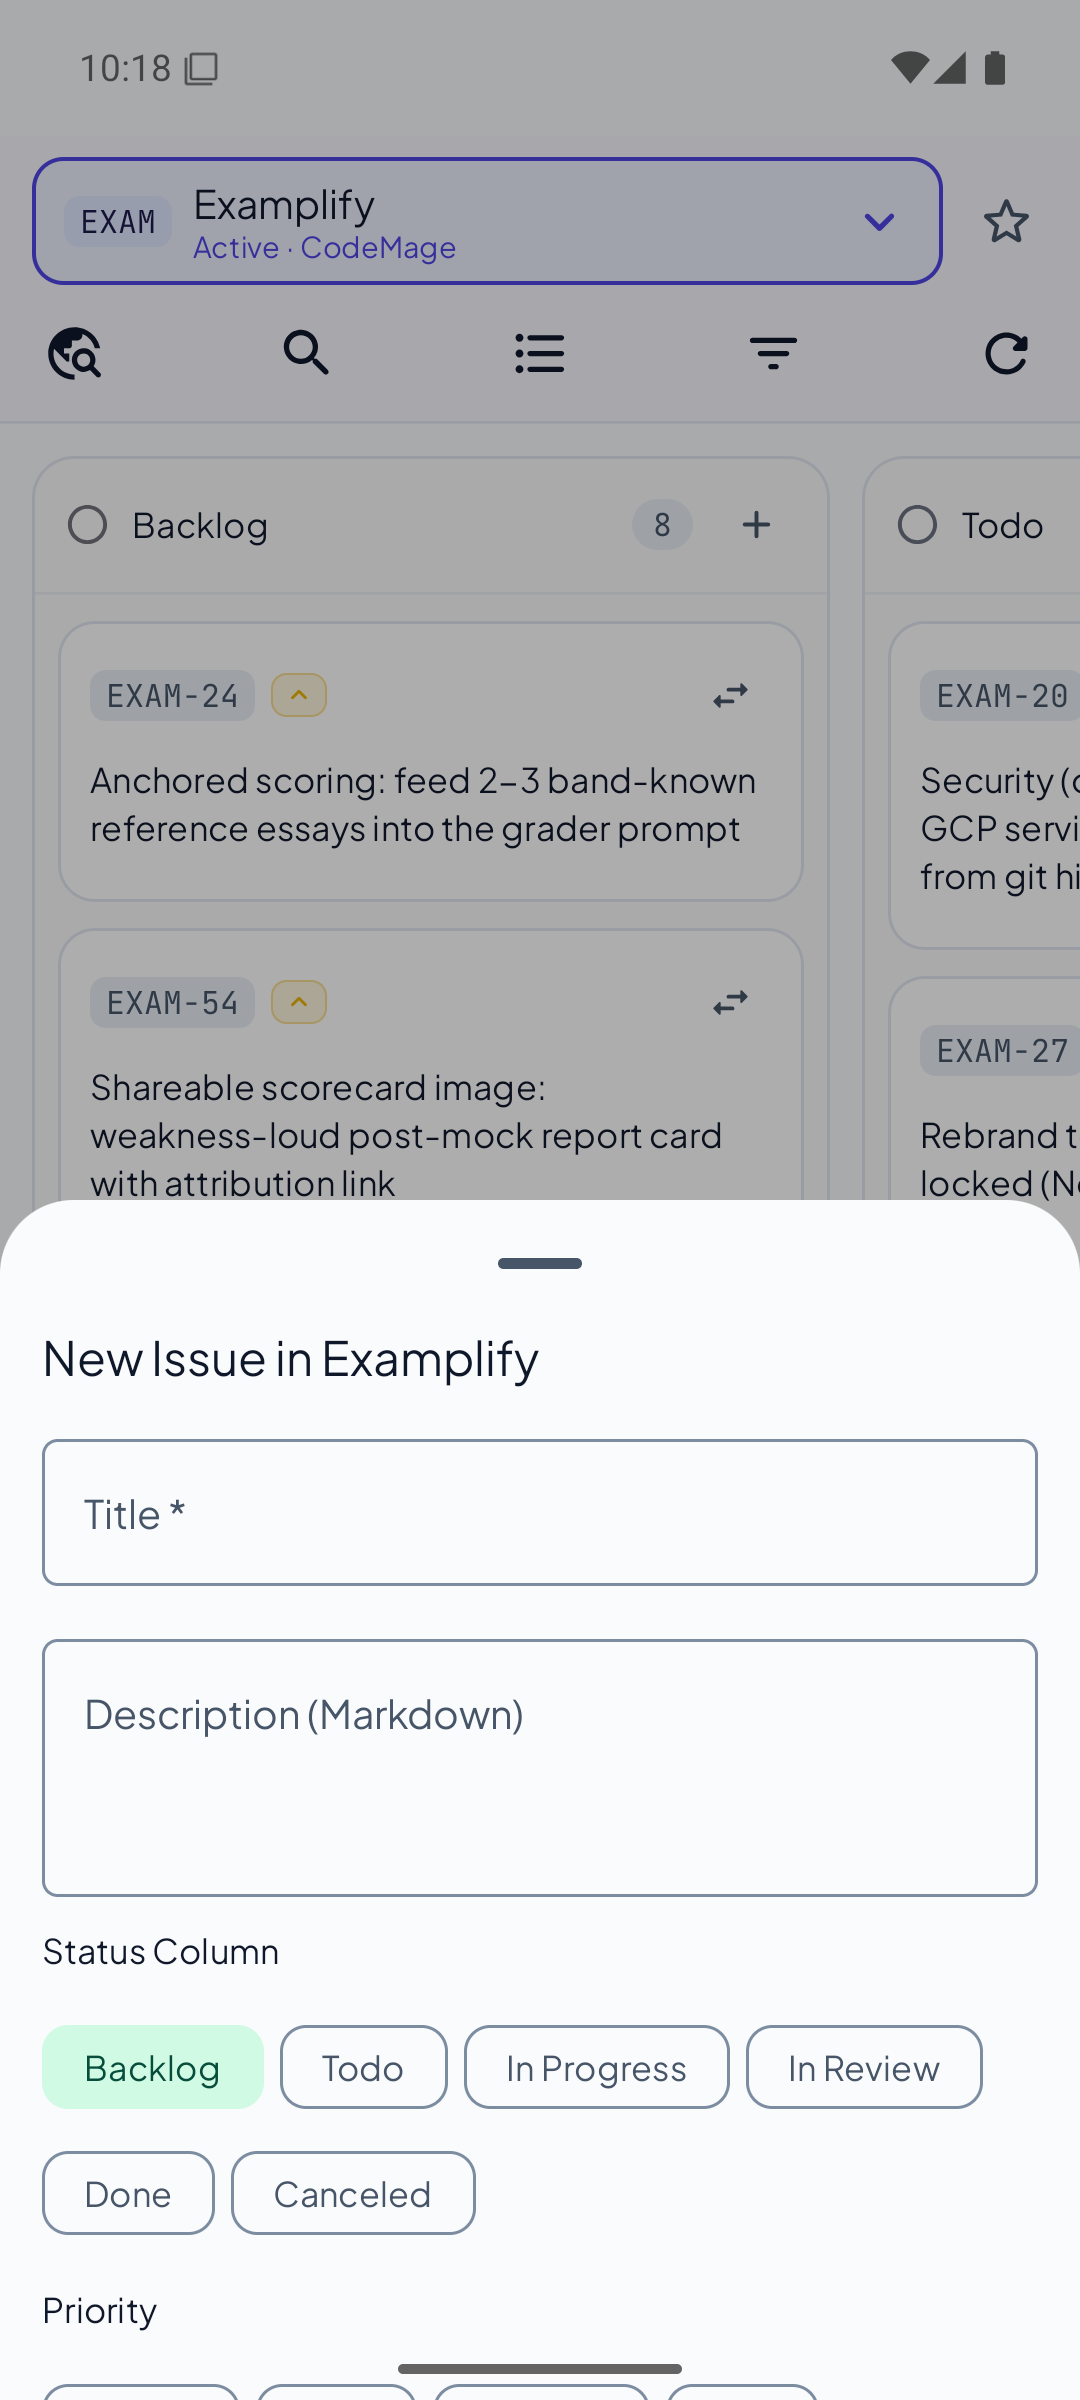 10:18
EXAM
Examplify
Active · CodeMage
Backlog
8
Todo
EXAM-24
Anchored scoring: feed 2–3 band-known
reference essays into the grader prompt
EXAM-54
Shareable scorecard image:
weakness-loud post-mock report card
with attribution link
EXAM-20
Security (
GCP servi
from git hi
EXAM-27
Rebrand t
locked (N
New Issue in Examplify
Title *
Description (Markdown)
Status Column
Backlog
Todo
In Progress
In Review
Done
Canceled
Priority